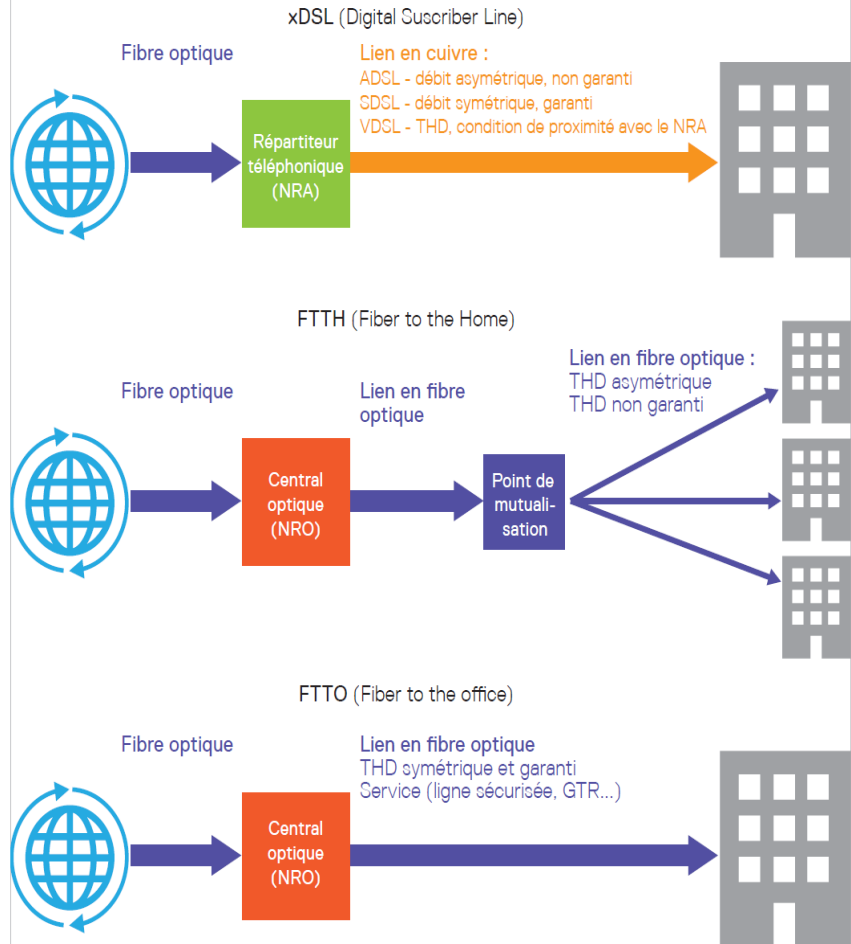 xDSL (Digital Suscriber Line)
Fibre optique
Lien en cuivre :
ADSL - débit asymétrique, non garanti
SDSL - débit symétrique, garanti
VDSL - THD, condition de proximité avec le NRA
Répartiteur
téléphonique
(NRA)
FTTH (Fiber to the Home)
Fibre optique
Lien en fibre
optique
Lien en fibre optique :
THD asymétrique
THD non garanti
Central
optique
(NRO)
Point de
mutuali-
sation
FTTO (Fiber to the office)
Fibre optique
Lien en fibre optique
THD symétrique et garanti
Service (ligne sécurisée, GTR...)
Central
optique
(NRO)